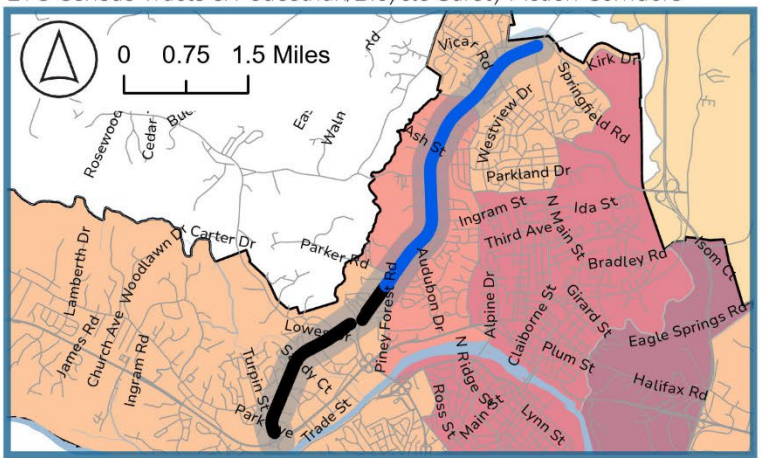 Vicar Rd
Rd
0 0.75 1.5 Miles
Kirk Dr
Springfield Rd
Westview Dr
Rosewood
Cedar
Waln
Ash St
Parkland Dr
Ingram St
N Main St
Ida St
Third Ave
Lamberth Dr
Woodlawn Dr
Carter Dr
Parker Rd
Audubon Dr
Bradley Rd
Isom Ct
Piney Forest Rd
Alpine Dr
Claiborne St
Girard St
James Rd
Church Ave
Ingram Rd
Eagle Springs Rd
Turpin St
Plum St
N Ridge St
Halifax Rd
Trade St
Ross St
Main St
Lynn St